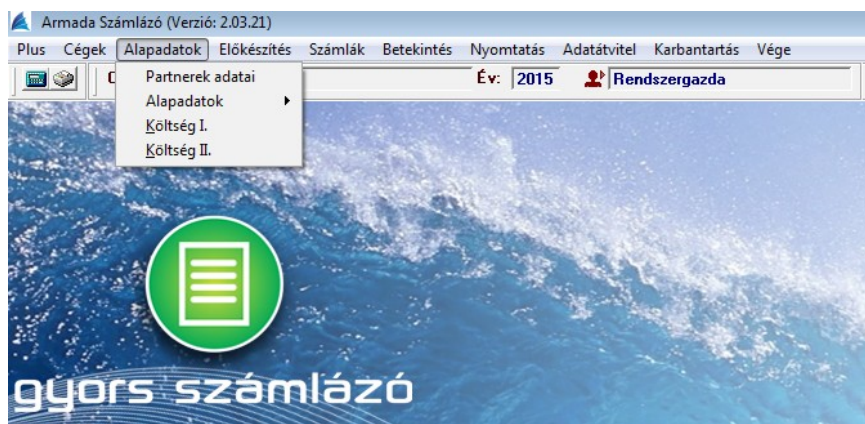 Armada Számlázó (Verzió: 2.03.21)
Plus Cégek Alapadatok Előkészítés Számlák Betekintés Nyomtatás Adatátvitel Karbantartás Vége
Év: 2015 Rendszergazda
Partnerek adatai
Alapadatok
Költség I.
Költség II.
gyors számlázó